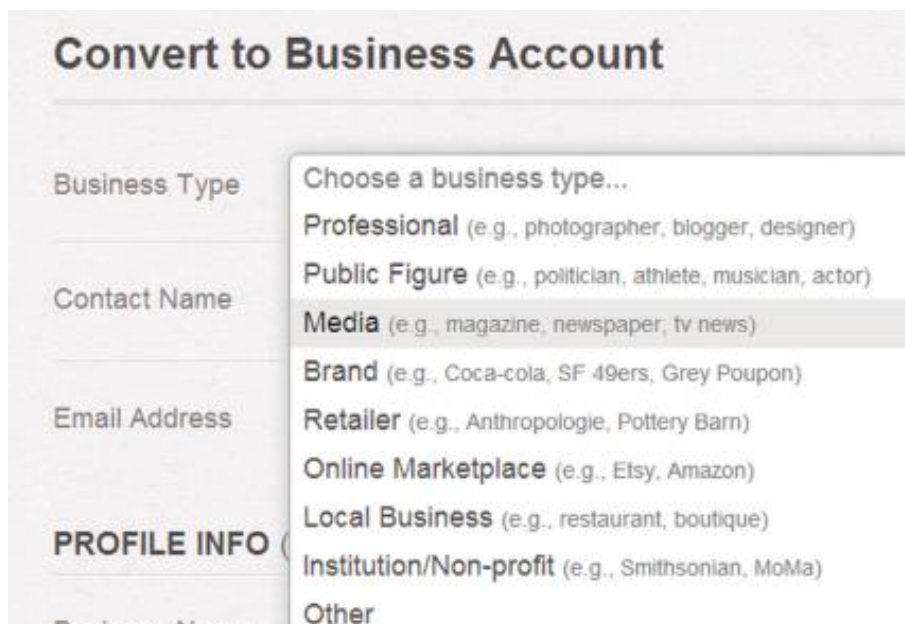 Convert to Business Account
Business Type
Choose a business type...
Professional (e.g., photographer, blogger, designer)
Public Figure (e.g., politician, athlete, musician, actor)
Contact Name
Media (e.g., magazine, newspaper, tv news)
Brand (e.g., Coca-cola, SF 49ers, Grey Poupon)
Email Address
Retailer (e.g., Anthropologie, Pottery Barn)
Online Marketplace (e.g., Etsy, Amazon)
Local Business (e.g., restaurant, boutique)
PROFILE INFO (
Institution/Non-profit (e.g., Smithsonian, MoMa)
Other